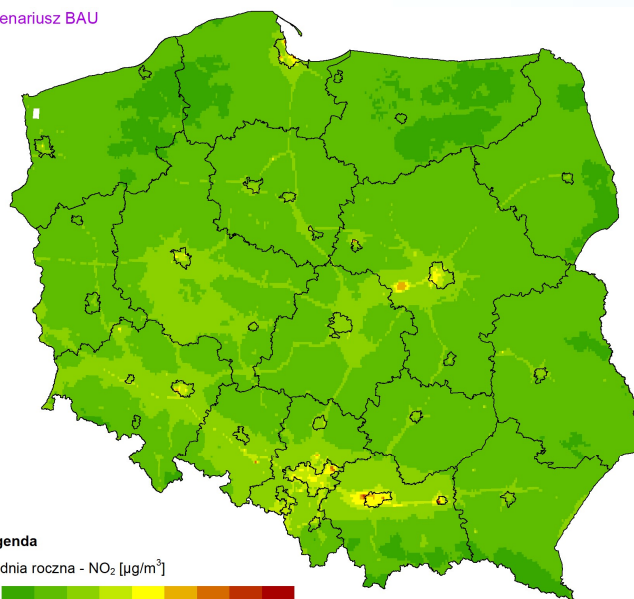 enariusz BAU
genda
dnia roczna - NO₂ [µg/m³]